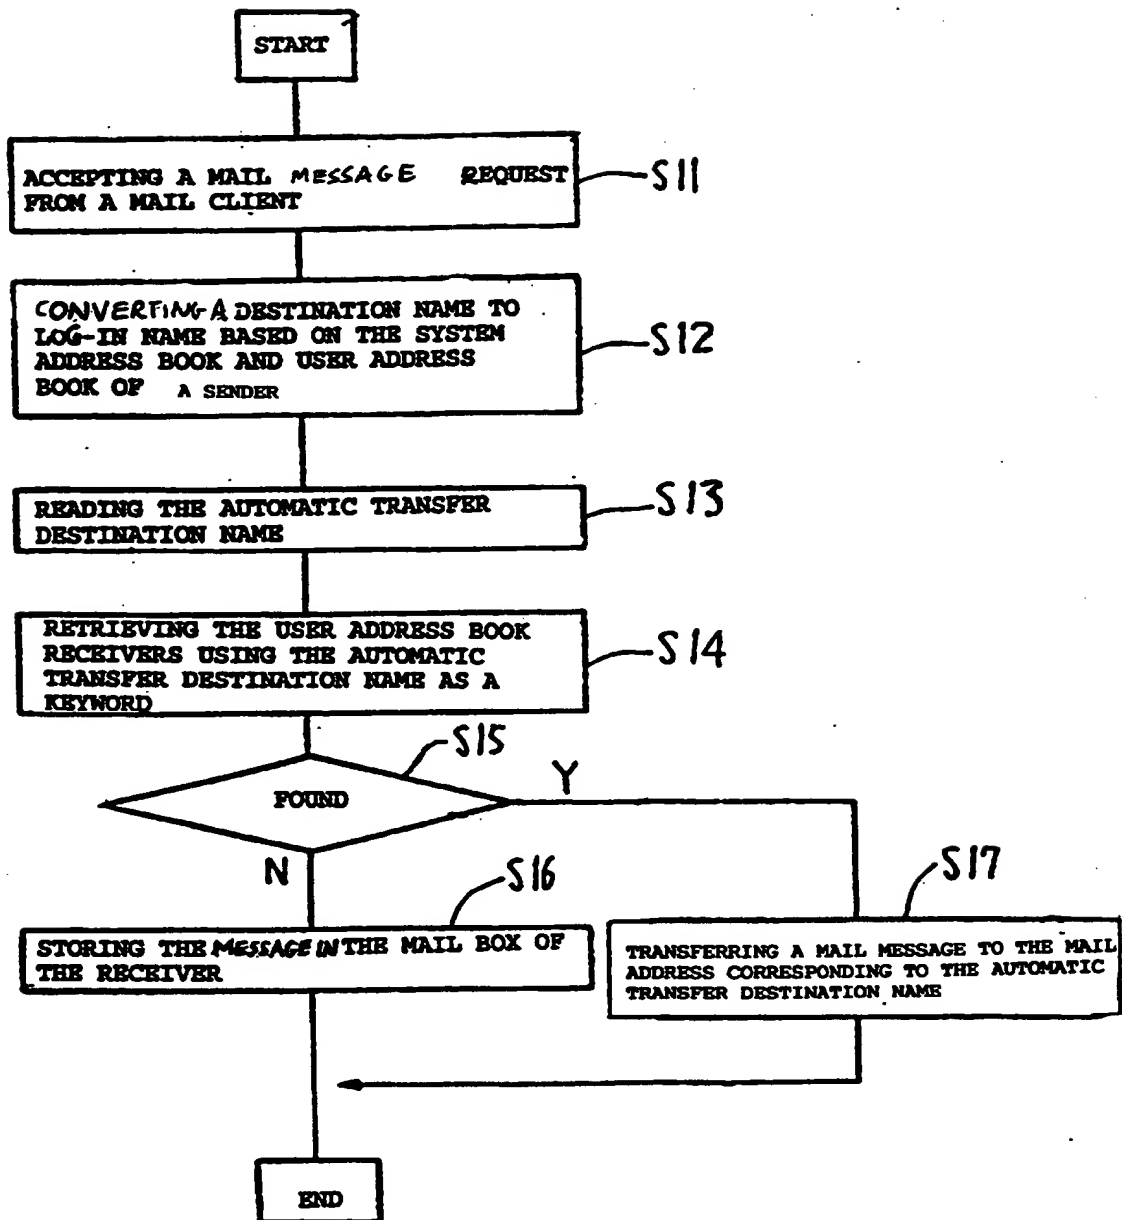 START
ACCEPTING A MAIL MESSAGE REQUEST
FROM A MAIL CLIENT
S11
CONVERTING A DESTINATION NAME TO
LOG-IN NAME BASED ON THE SYSTEM
ADDRESS BOOK AND USER ADDRESS
BOOK OF A SENDER
S12
READING THE AUTOMATIC TRANSFER
DESTINATION NAME
S13
RETRIEVING THE USER ADDRESS BOOK
RECEIVERS USING THE AUTOMATIC
TRANSFER DESTINATION NAME AS A
KEYWORD
S14
S15
FOUND
Y
N
S16
STORING THE MESSAGE IN THE MAIL BOX OF
THE RECEIVER
S17
TRANSFERRING A MAIL MESSAGE TO THE MAIL
ADDRESS CORRESPONDING TO THE AUTOMATIC
TRANSFER DESTINATION NAME
END